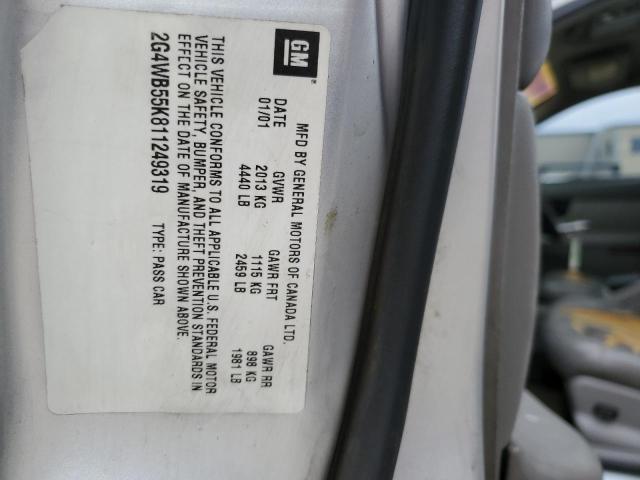 GM
MFD BY GENERAL MOTORS OF CANADA LTD.
DATE GVWR GAWR FRT GAWR RR
01/01 2013 KG 1115 KG 898 KG
4440 LB 2459 LB 1981 LB
THIS VEHICLE CONFORMS TO ALL APPLICABLE U.S. FEDERAL MOTOR
VEHICLE SAFETY, BUMPER, AND THEFT PREVENTION STANDARDS IN
EFFECT ON THE DATE OF MANUFACTURE SHOWN ABOVE.
2G4WB55K811249319 TYPE: PASS CAR